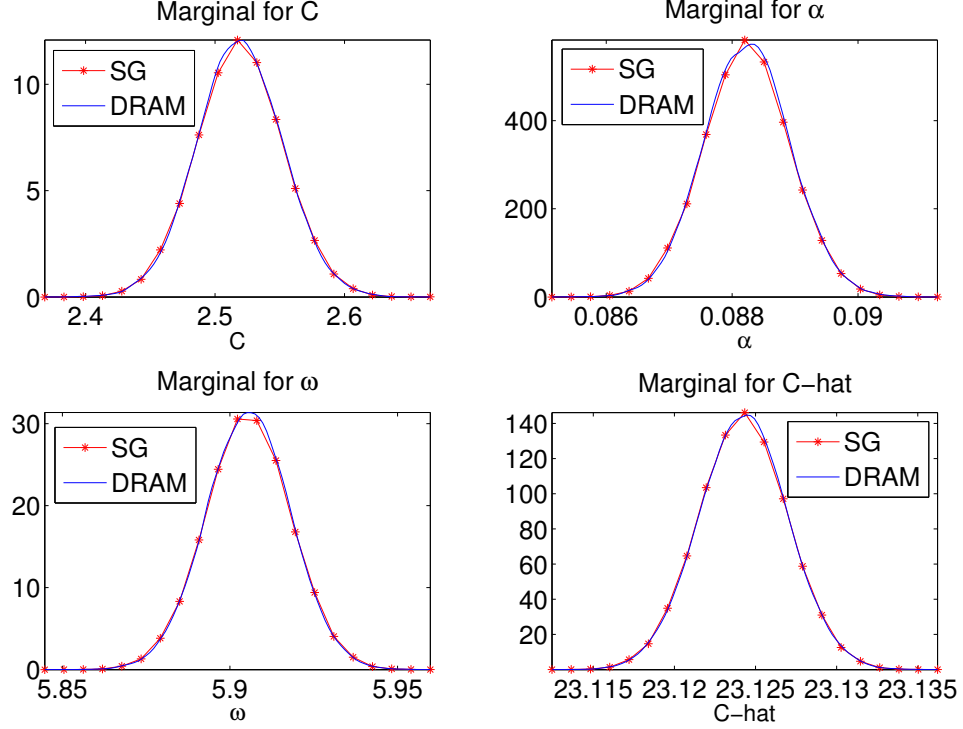 Marginal for C
10
5
0
2.4
2.5
2.6
C
SG
DRAM
Marginal for α
400
200
0
0.086
0.088
0.09
α
SG
DRAM
Marginal for ω
30
20
10
0
5.85
5.9
5.95
ω
SG
DRAM
Marginal for C−hat
140
120
100
80
60
40
20
23.115
23.12
23.125
23.13
23.135
C−hat
SG
DRAM